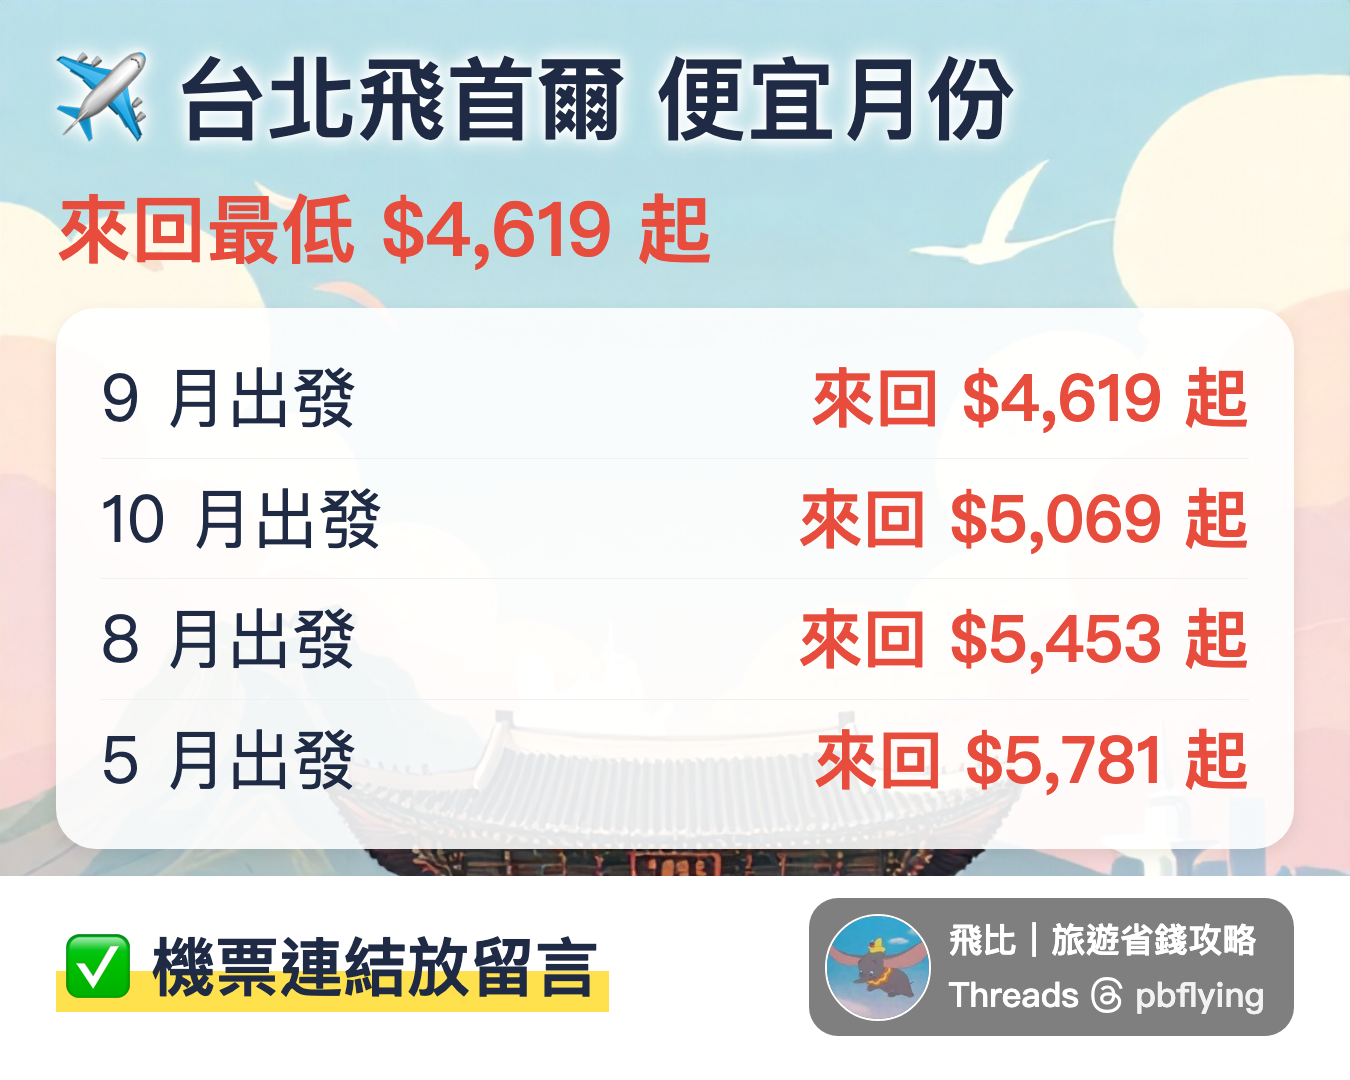 ✈️ 台北飛首爾 便宜月份
來回最低 $4,619 起
9 月出發 來回 $4,619 起
10 月出發 來回 $5,069 起
8 月出發 來回 $5,453 起
5 月出發 來回 $5,781 起
✅ 機票連結放留言
飛比｜旅遊省錢攻略
Threads @ pbflying